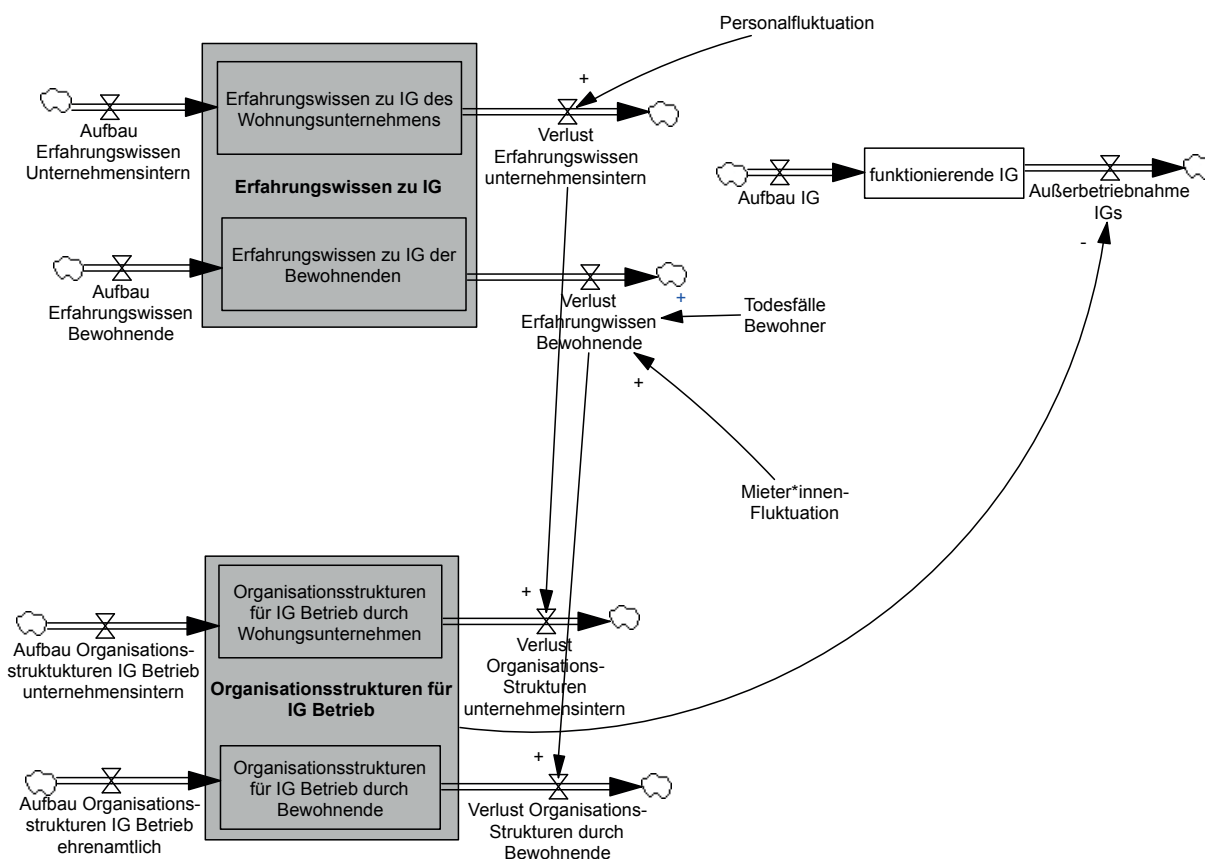 Personalfluktuation
+
Erfahrungswissen zu IG des
Wohnungsunternehmens
Aufbau
Erfahrungswissen
Unternehmensintern
Verlust
Erfahrungswissen
unternehmensintern
Erfahrungswissen zu IG
funktionierende IG
Aufbau IG
Außerbetriebnahme
IGs
-
Erfahrungswissen zu IG der
Bewohnenden
Aufbau
Erfahrungswissen
Bewohnende
Verlust
Erfahrungwissen
Bewohnende
+
Todesfälle
Bewohner
+
Mieter*innen-
Fluktuation
Organisationsstrukturen
für IG Betrieb durch
Wohungsunternehmen
+
Aufbau Organisations-
struktukturen IG Betrieb
unternehmensintern
Verlust
Organisations-
Strukturen
unternehmensintern
Organisationsstrukturen für
IG Betrieb
Organisationsstrukturen
für IG Betrieb durch
Bewohnende
+
Aufbau Organisations-
strukturen IG Betrieb
ehrenamtlich
Verlust Organisations-
Strukturen durch
Bewohnende